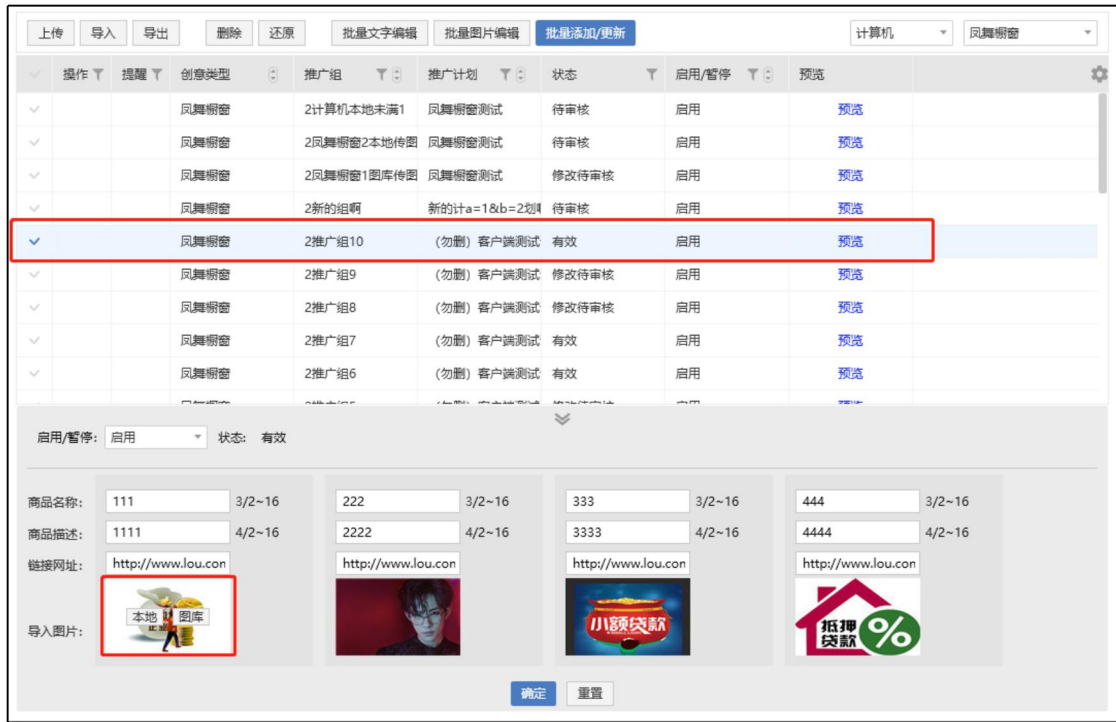 上传 导入 导出 删除 还原 批量文字编辑 批量图片编辑 批量添加/更新 计算机 凤舞橱窗
操作 提醒 创意类型 推广组 推广计划 状态 启用/暂停 预览
凤舞橱窗 2计算机本地未满1 凤舞橱窗测试 待审核 启用 预览
凤舞橱窗 2凤舞橱窗2本地传图 凤舞橱窗测试 待审核 启用 预览
凤舞橱窗 2凤舞橱窗1图库传图 凤舞橱窗测试 修改待审核 启用 预览
凤舞橱窗 2新的组啊 新的计a=1&b=2划 待审核 启用 预览
凤舞橱窗 2推广组10 （勿删）客户端测试 有效 启用 预览
凤舞橱窗 2推广组9 （勿删）客户端测试 修改待审核 启用 预览
凤舞橱窗 2推广组8 （勿删）客户端测试 修改待审核 启用 预览
凤舞橱窗 2推广组7 （勿删）客户端测试 有效 启用 预览
凤舞橱窗 2推广组6 （勿删）客户端测试 有效 启用 预览
启用/暂停: 启用 状态: 有效
商品名称: 111 3/2~16 222 3/2~16 333 3/2~16 444 3/2~16
商品描述: 1111 4/2~16 2222 4/2~16 3333 4/2~16 4444 4/2~16
链接网址: http://www.lou.con http://www.lou.con http://www.lou.con http://www.lou.con
导入图片: 本地 图库 小额贷款 抵押
贷款 %
确定 重置